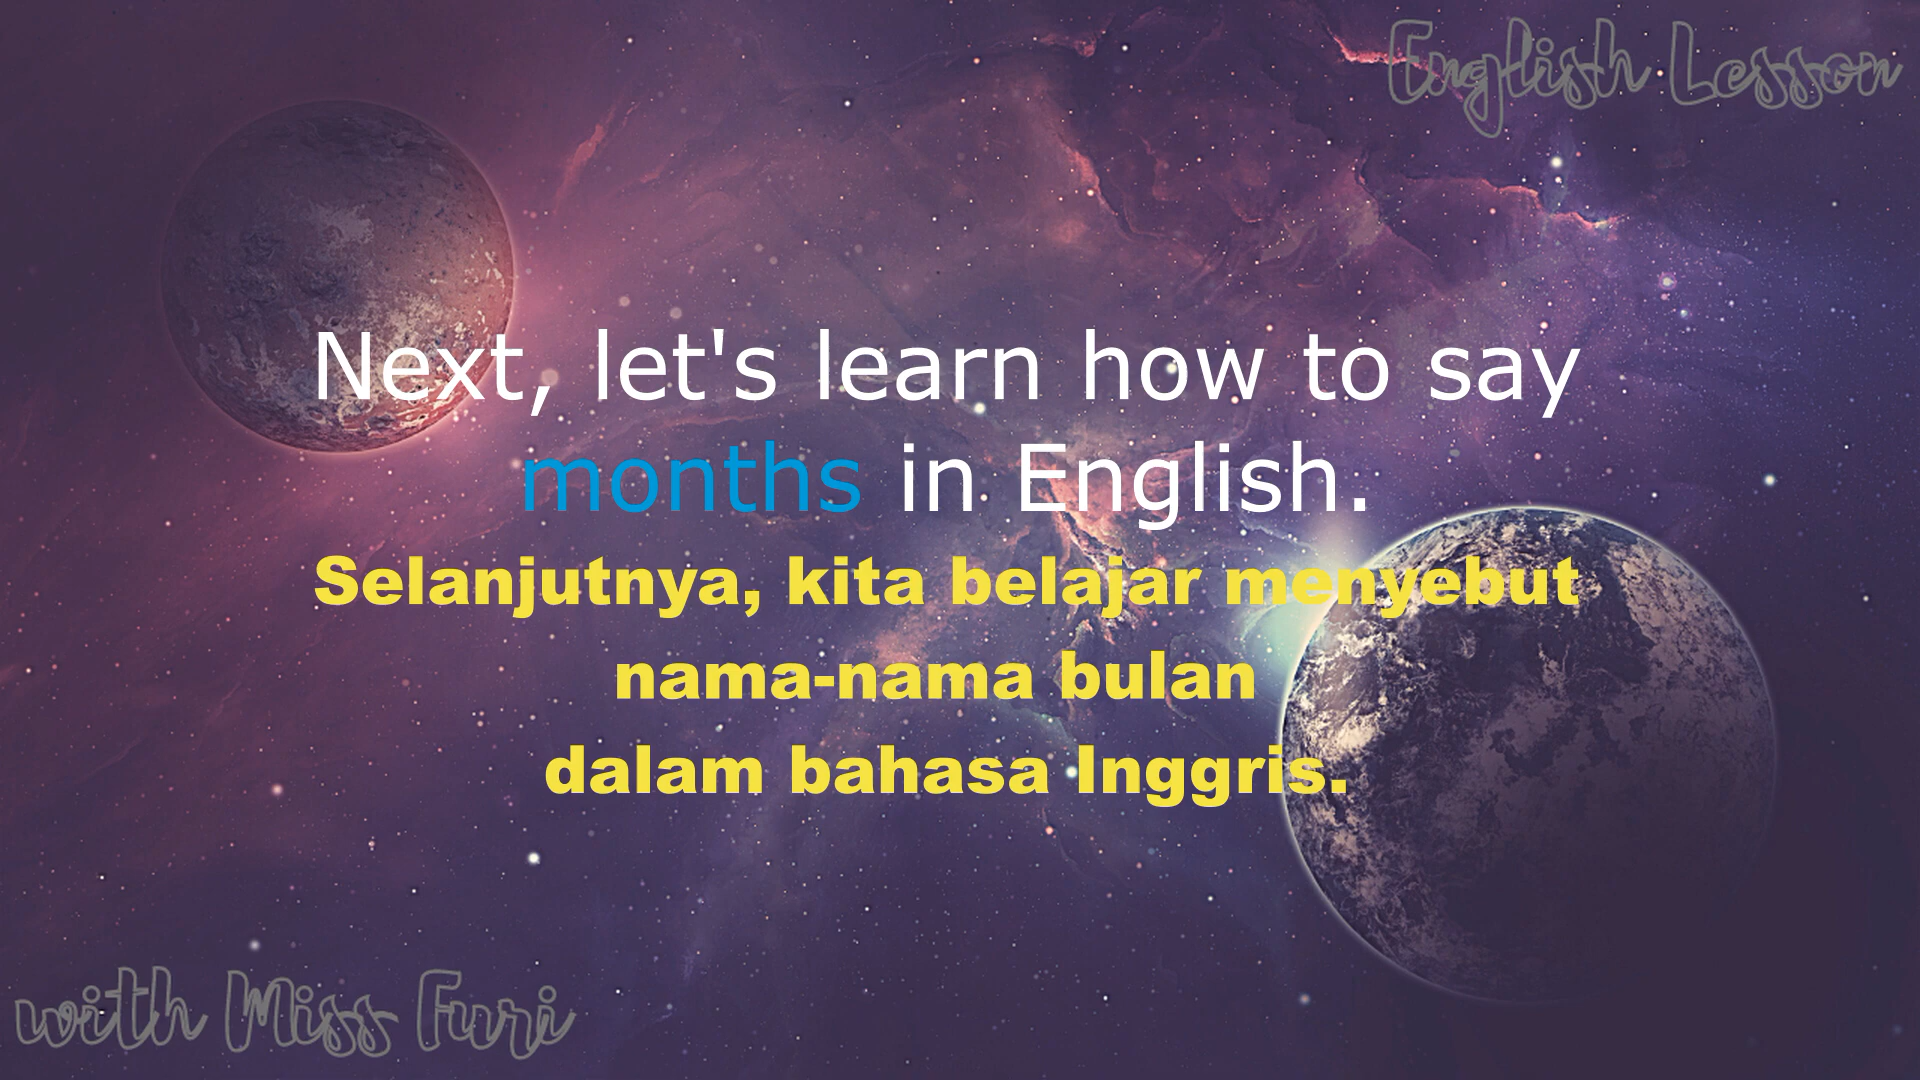 English Lesson
Next, let's learn how to say
months in English.
Selanjutnya, kita belajar menyebut
nama-nama bulan
dalam bahasa Inggris.
with Miss Furi